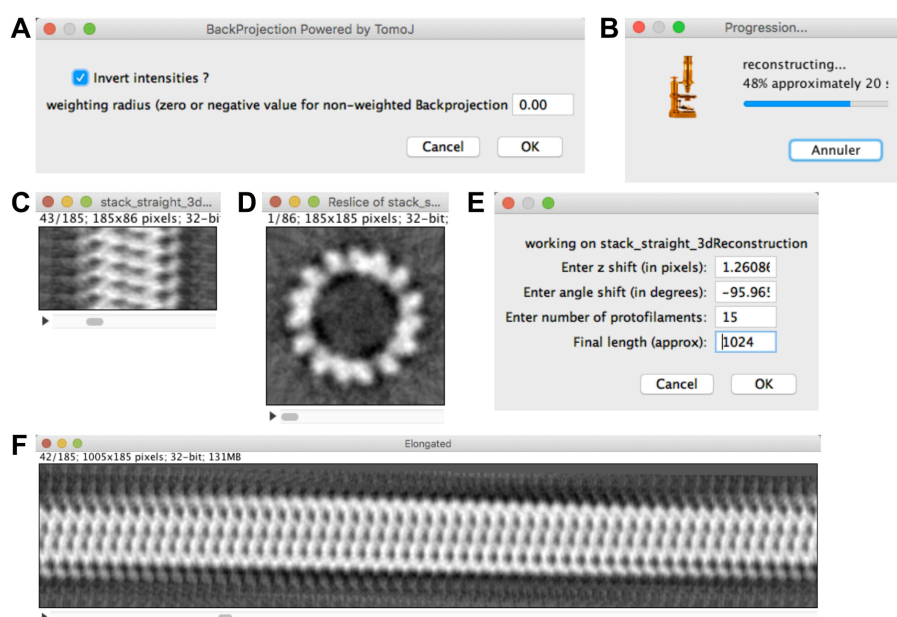 A
BackProjection Powered by TomoJ
Invert intensities ?
weighting radius (zero or negative value for non-weighted Backprojection 0.00
Cancel OK
B
Progression...
reconstructing...
48% approximately 20 s
Annuler
C
stack_straight_3d...
43/185; 185x86 pixels; 32-bit
D
Reslice of stack_s...
1/86; 185x185 pixels; 32-bit;
E
working on stack_straight_3dReconstruction
Enter z shift (in pixels): 1.26086
Enter angle shift (in degrees): -95.965
Enter number of protofilaments: 15
Final length (approx): 1024
Cancel OK
F
Elongated
42/185; 1005x185 pixels; 32-bit; 131MB